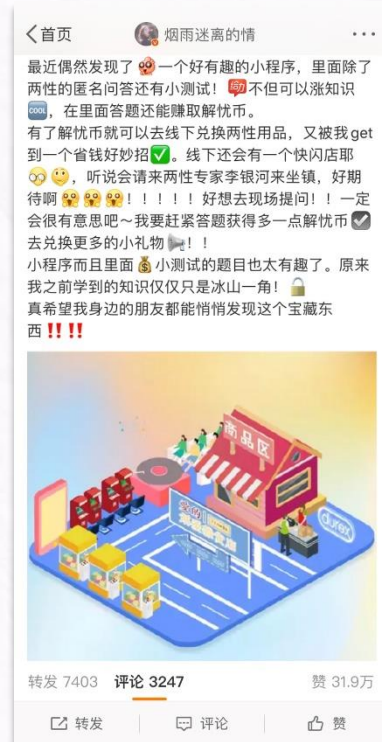 首页
烟雨迷离的情
最近偶然发现了😲一个好有趣的小程序，里面除了
两性的匿名问答还有小测试！🈹不但可以涨知识
🆒，在里面答题还能赚取解忧币。
有了解忧币就可以去线下兑换两性用品，又被我get
到一个省钱好妙招✅。线下还会有一个快闪店耶
👓🙂，听说会请来两性专家李银河来坐镇，好期
待啊😱😱😱！！！！！好想去现场提问！！一定
会很有意思吧～我要赶紧答题获得多一点解忧币☑
去兑换更多的小礼物📢！！
小程序而且里面💰小测试的题目也太有趣了。原来
我之前学到的知识仅仅只是冰山一角！🔒
真希望我身边的朋友都能悄悄发现这个宝藏东
西‼️‼️
商品区
durex
转发 7403 评论 3247 赞 31.9万
转发 评论 赞